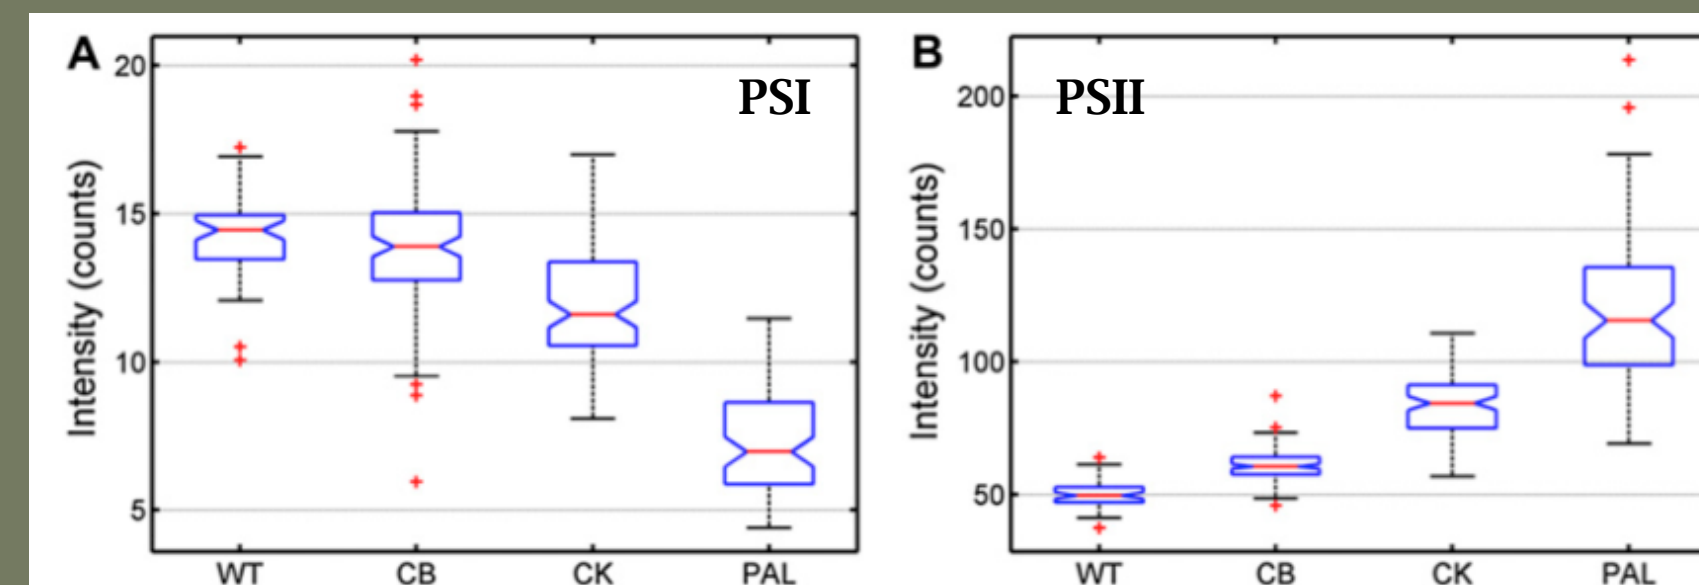 A
PSI
Intensity (counts)
20
15
10
5
WT CB CK PAL
B
PSII
Intensity (counts)
200
150
100
50
WT CB CK PAL